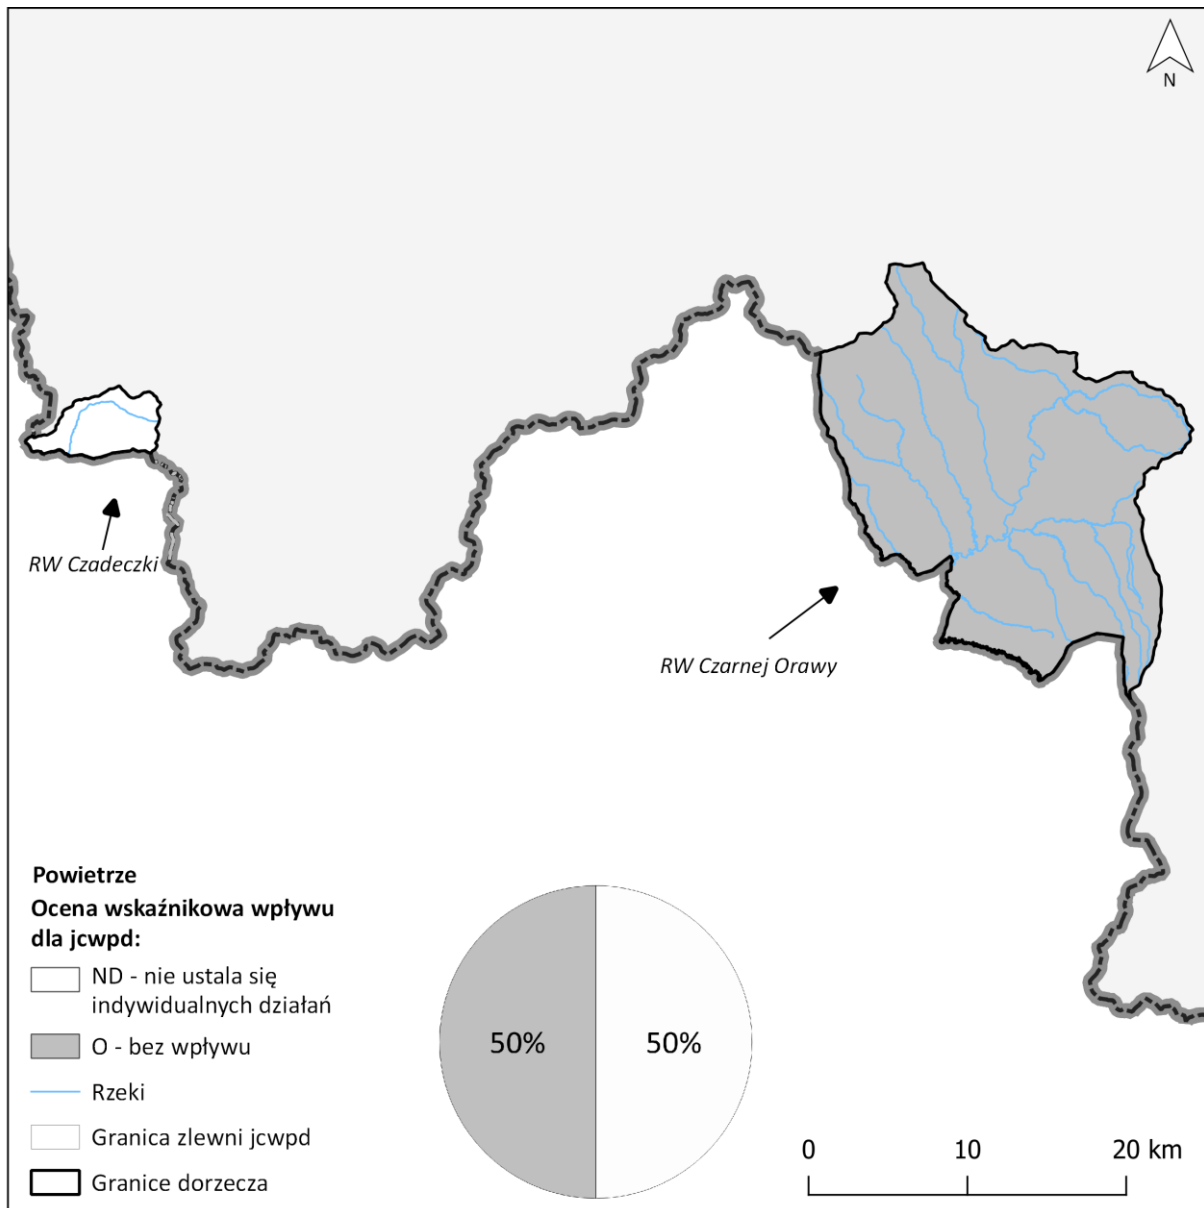 N
RW Czadeczki
RW Czarnej Orawy
Powietrze
Ocena wskaźnikowa wpływu
dla jcwpd:
ND - nie ustala się
indywidualnych działań
O - bez wpływu
Rzeki
Granica zlewni jcwpd
Granice dorzecza
50%
50%
0 10 20 km